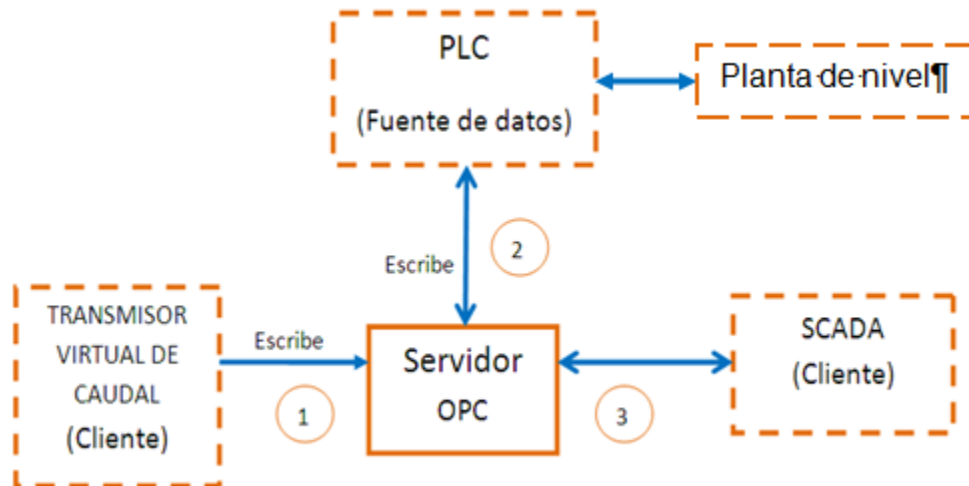 PLC
(Fuente de datos)
Planta·de·nivel¶
Escribe
2
TRANSMISOR
VIRTUAL DE
CAUDAL
(Cliente)
Escribe
1
Servidor
OPC
3
SCADA
(Cliente)